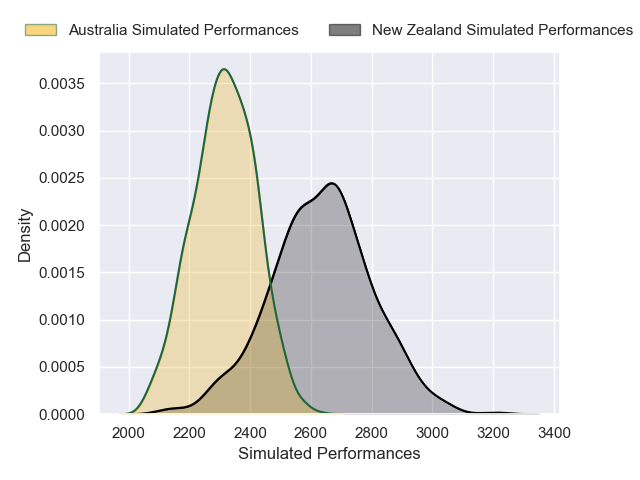 Australia Simulated Performances New Zealand Simulated Performances
0.0035
0.0030
0.0025
0.0020
0.0015
0.0010
0.0005
0.0000
Density
2000 2200 2400 2600 2800 3000 3200 3400
Simulated Performances